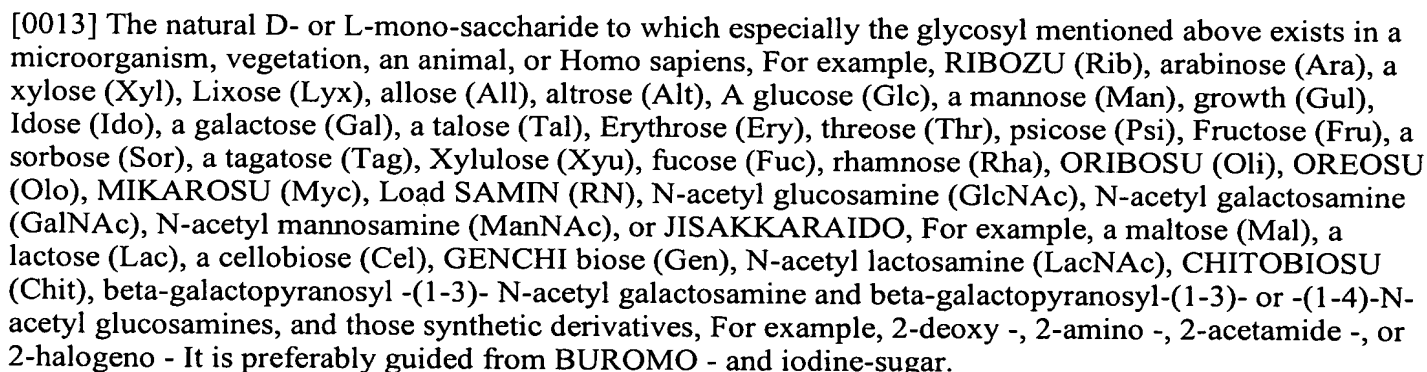 [0013] The natural D- or L-mono-saccharide to which especially the glycosyl mentioned above exists in a
microorganism, vegetation, an animal, or Homo sapiens, For example, RIBOZU (Rib), arabinose (Ara), a
xylose (Xyl), Lixose (Lyx), allose (All), altrose (Alt), A glucose (Glc), a mannose (Man), growth (Gul),
Idose (Ido), a galactose (Gal), a talose (Tal), Erythrose (Ery), threose (Thr), psicose (Psi), Fructose (Fru), a
sorbose (Sor), a tagatose (Tag), Xylulose (Xyu), fucose (Fuc), rhamnose (Rha), ORIBOSU (Oli), OREOSU
(Olo), MIKAROSU (Myc), Load SAMIN (RN), N-acetyl glucosamine (GlcNAc), N-acetyl galactosamine
(GalNAc), N-acetyl mannosamine (ManNAc), or JISAKKARAIDO, For example, a maltose (Mal), a
lactose (Lac), a cellobiose (Cel), GENCHI biose (Gen), N-acetyl lactosamine (LacNAc), CHITOBIOSU
(Chit), beta-galactopyranosyl -(1-3)- N-acetyl galactosamine and beta-galactopyranosyl-(1-3)- or -(1-4)-N-
acetyl glucosamines, and those synthetic derivatives, For example, 2-deoxy -, 2-amino -, 2-acetamide -, or
2-halogeno - It is preferably guided from BUROMO - and iodine-sugar.